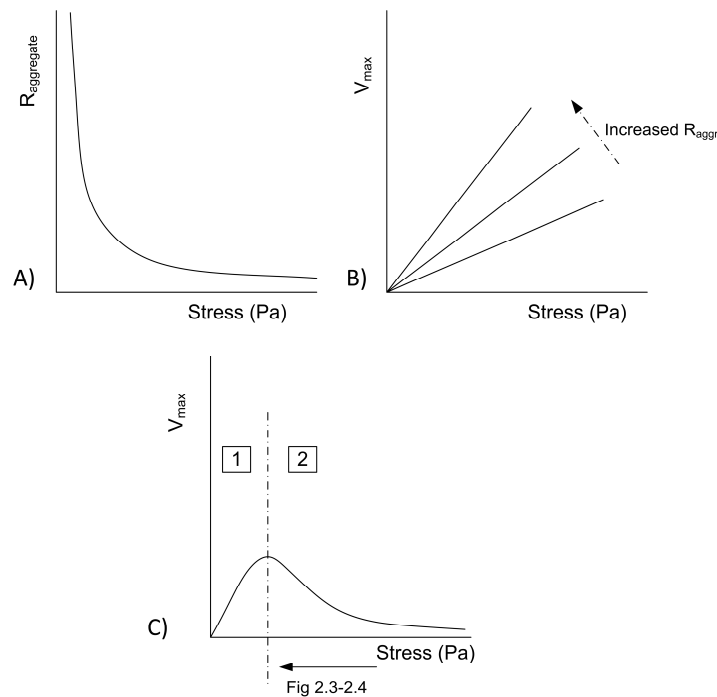 R_aggregate
V_max
Increased R_aggr
A)
B)
Stress (Pa)
Stress (Pa)
V_max
1
2
C)
Stress (Pa)
Fig 2.3-2.4